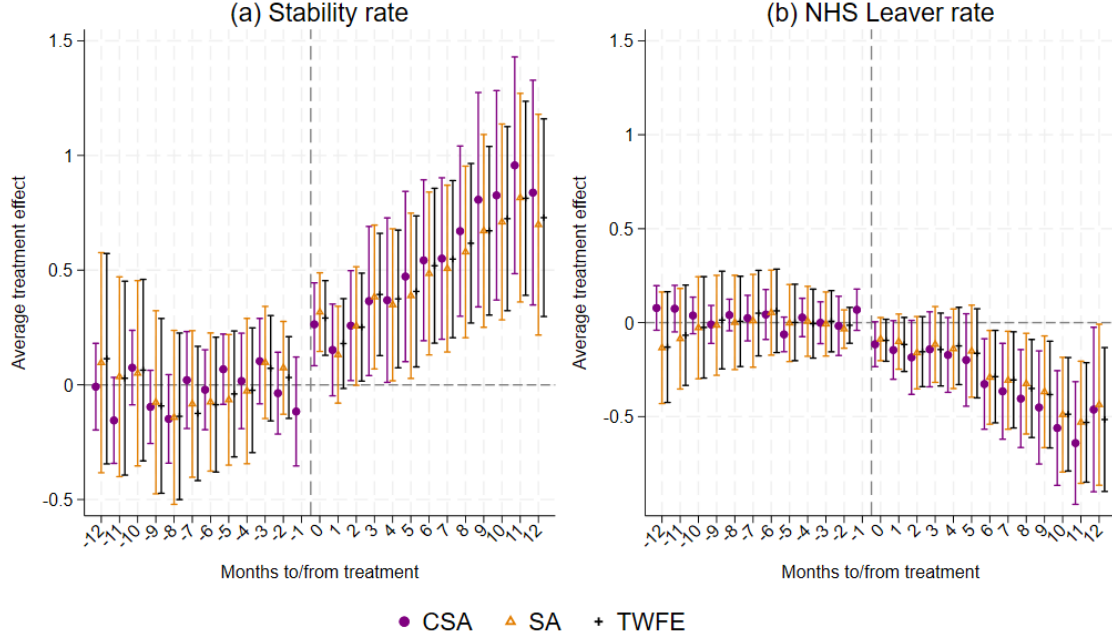 (a) Stability rate
Average treatment effect
1.5
1
0.5
0
-0.5
-12 -11 -10 -9 -8 -7 -6 -5 -4 -3 -2 -1 0 1 2 3 4 5 6 7 8 9 10 11 12
Months to/from treatment
(b) NHS Leaver rate
Average treatment effect
1.5
1
0.5
0
-0.5
-12 -11 -10 -9 -8 -7 -6 -5 -4 -3 -2 -1 0 1 2 3 4 5 6 7 8 9 10 11 12
Months to/from treatment
CSA SA TWFE